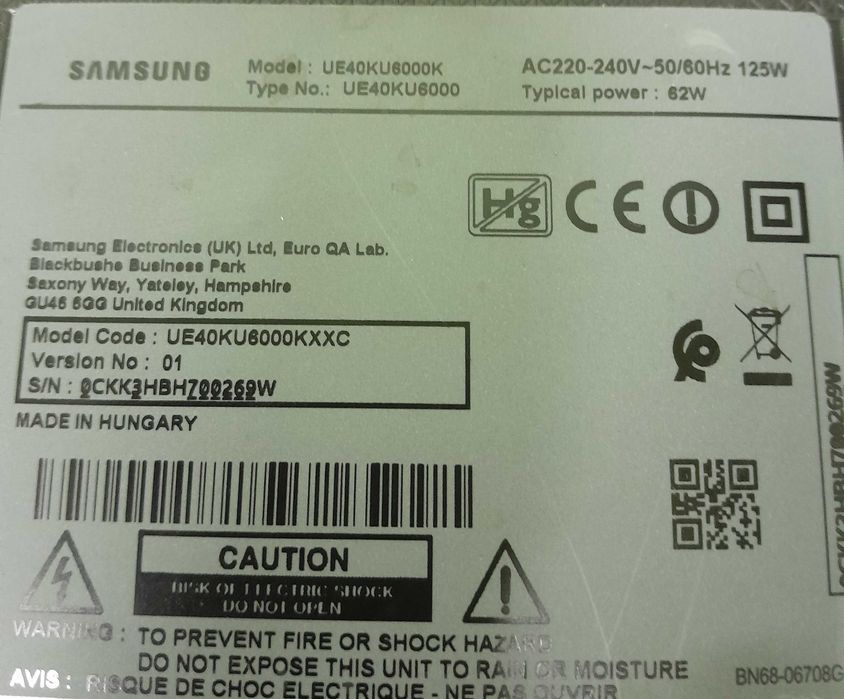 SAMSUNG
Model : UE40KU6000K
Type No.: UE40KU6000
AC220-240V~50/60Hz 125W
Typical power : 62W
Hg
CE
Samsung Electronics (UK) Ltd, Euro QA Lab.
Blackbushe Business Park
Saxony Way, Yateley, Hampshire
GU46 6GG United Kingdom
Model Code : UE40KU6000KXXC
Version No : 01
S/N : 0CKK3HBH700269W
MADE IN HUNGARY
0CKK3HBH700269W
CAUTION
RISK OF ELECTRIC SHOCK
DO NOT OPEN
WARNING : TO PREVENT FIRE OR SHOCK HAZARD
DO NOT EXPOSE THIS UNIT TO RAIN OR MOISTURE
BN68-06708G
AVIS : RISQUE DE CHOC ELECTRIQUE - NE PAS OUVRIR